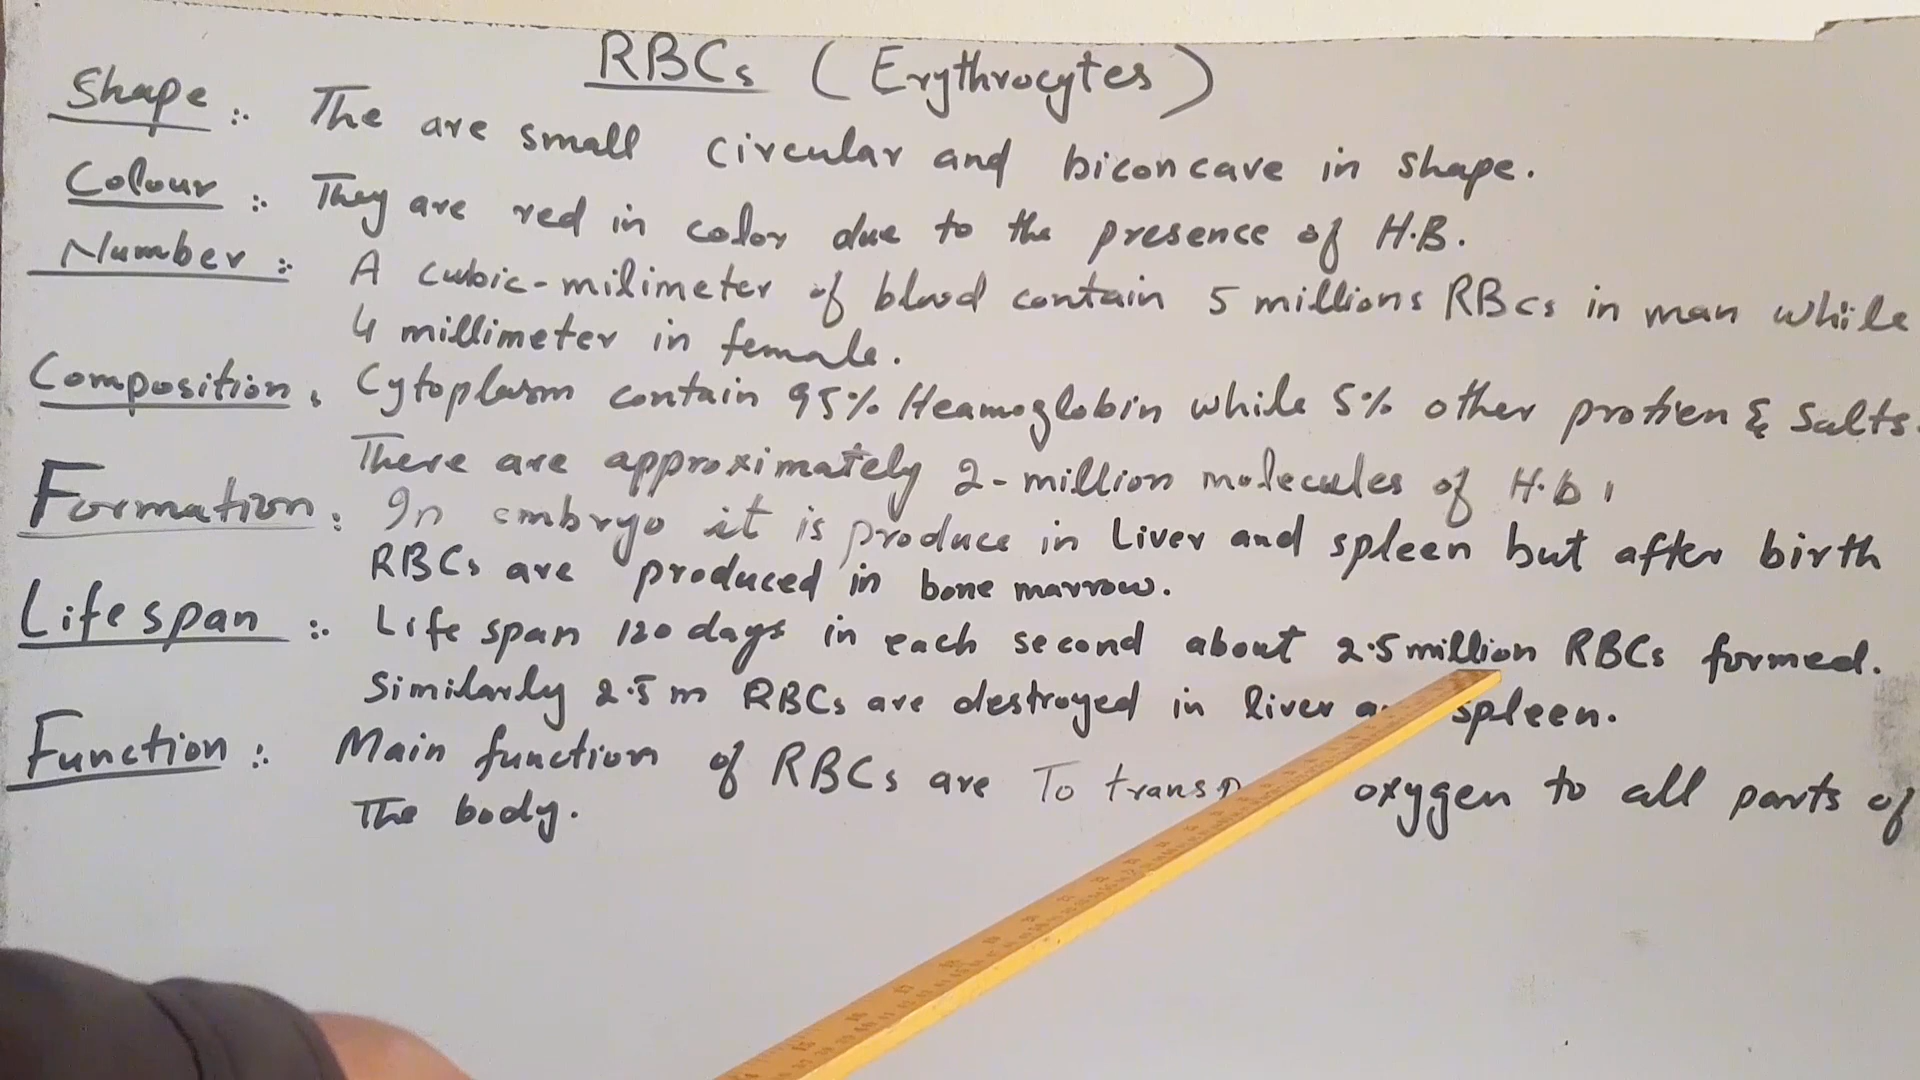 RBCs (Erythrocytes)
Shape:. The are small circular and biconcave in shape.
Colour :. They are red in color due to the presence of H.B.
Number :. A cubic-milimeter of blood contain 5 millions RBCs in man while
4 millimeter in female.
Composition, Cytoplasm contain 95% Heamoglobin while 5% other protien & Salts.
There are approximately 2-million molecules of H.b,
Formation: In embryo it is produce in Liver and spleen but after birth
RBCs are produced in bone marrow.
Life span :. Life span 120 days in each second about 2.5 million RBCs formed.
Similarly 2.5 m RBCs are destroyed in liver a spleen.
Function :. Main function of RBCs are To transp oxygen to all parts of
The body.